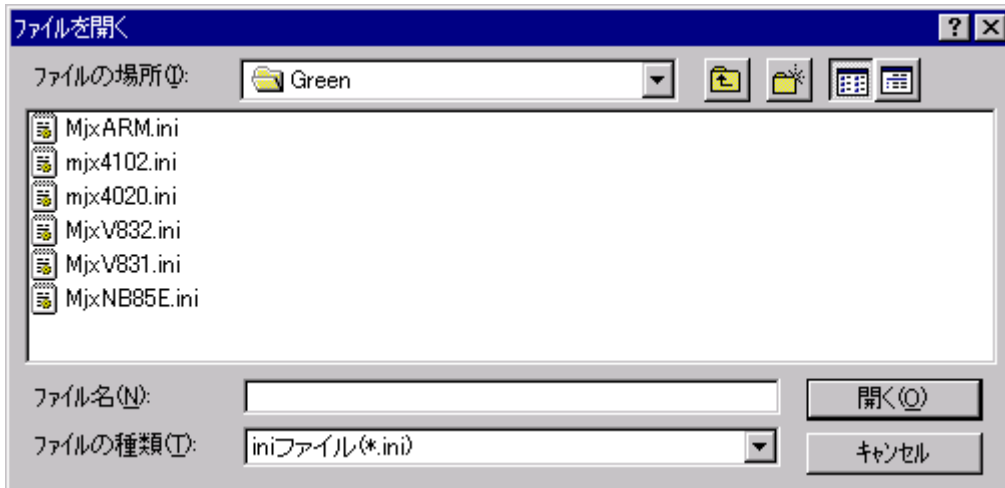 ファイルを開く
ファイルの場所(I):
Green
MjxARM.ini
mjx4102.ini
mjx4020.ini
MjxV832.ini
MjxV831.ini
MjxNB85E.ini
ファイル名(N):
開く(O)
ファイルの種類(T):
iniファイル(*.ini)
キャンセル